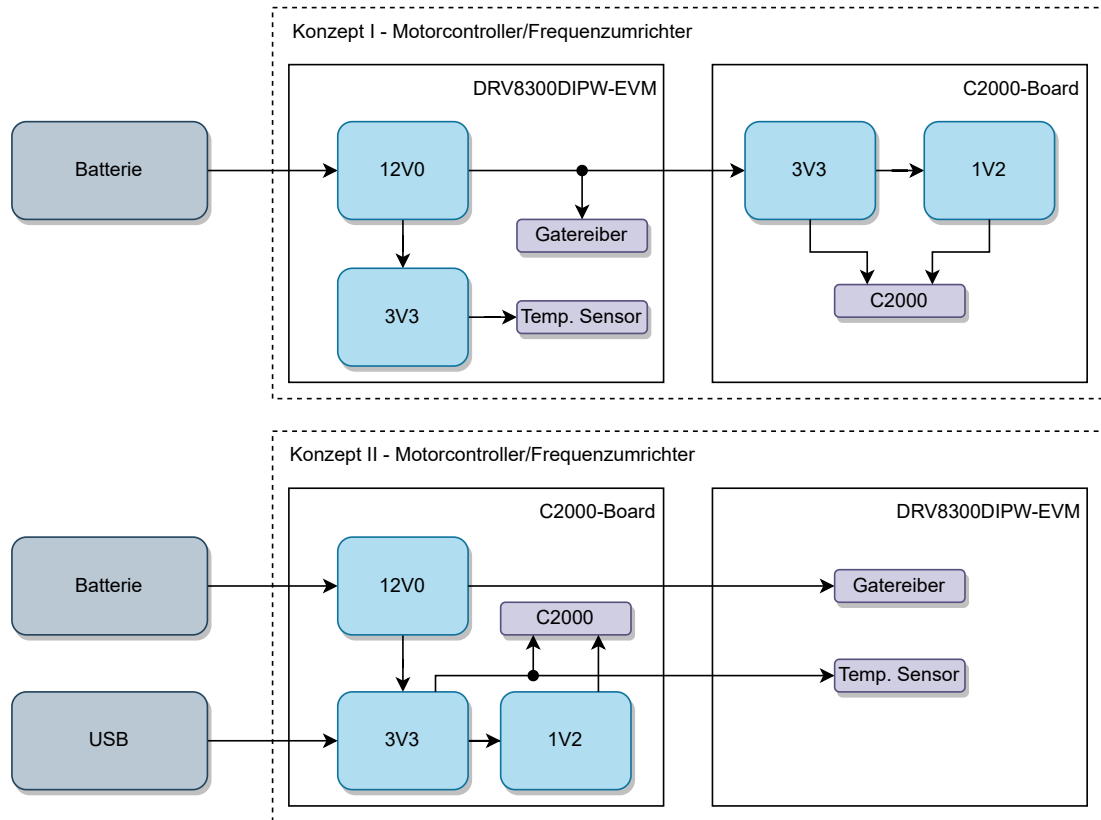 Konzept I - Motorcontroller/Frequenzumrichter
DRV8300DIPW-EVM
C2000-Board
Batterie
12V0
3V3
1V2
Gatereiber
C2000
3V3
Temp. Sensor
Konzept II - Motorcontroller/Frequenzumrichter
C2000-Board
DRV8300DIPW-EVM
Batterie
12V0
Gatereiber
C2000
Temp. Sensor
USB
3V3
1V2